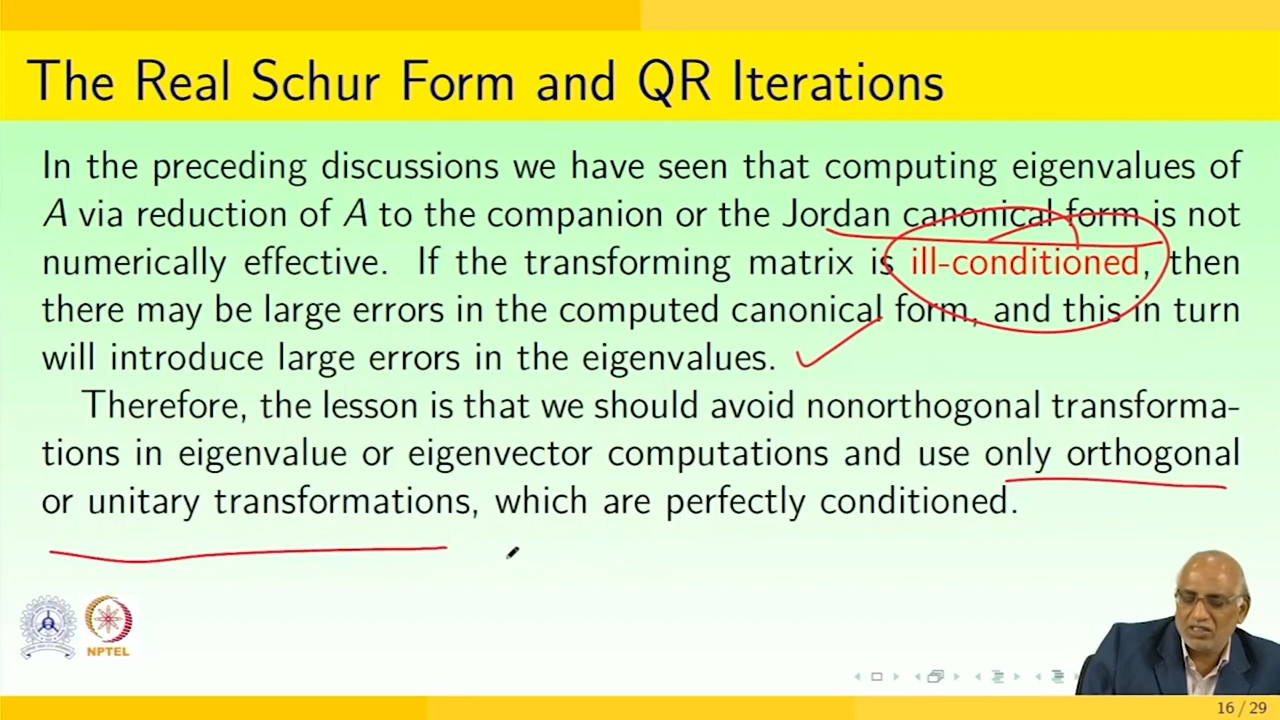 The Real Schur Form and QR Iterations
In the preceding discussions we have seen that computing eigenvalues of
A via reduction of A to the companion or the Jordan canonical form is not
numerically effective. If the transforming matrix is ill-conditioned, then
there may be large errors in the computed canonical form, and this in turn
will introduce large errors in the eigenvalues.
Therefore, the lesson is that we should avoid nonorthogonal transforma-
tions in eigenvalue or eigenvector computations and use only orthogonal
or unitary transformations, which are perfectly conditioned.
NPTEL
16 / 29